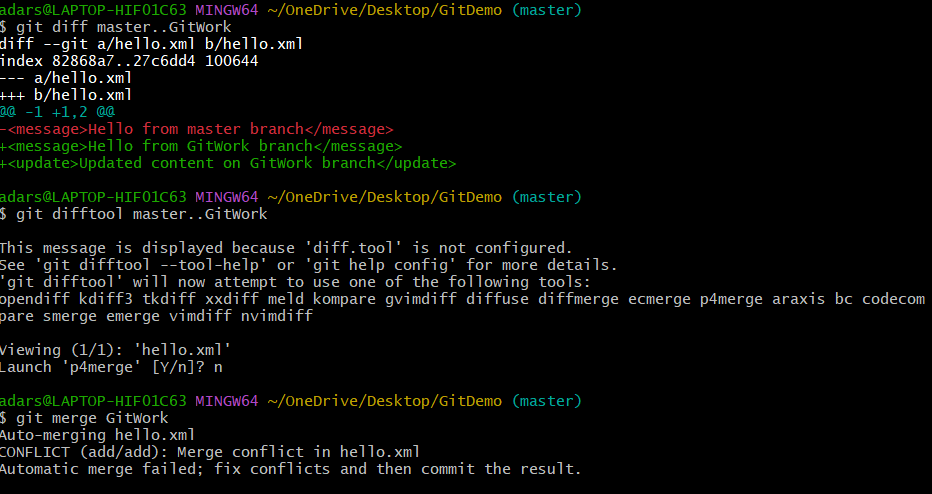 adars@LAPTOP-HIF01C63 MINGW64 ~/OneDrive/Desktop/GitDemo (master)
$ git diff master..GitWork
diff --git a/hello.xml b/hello.xml
index 82868a7..27c6dd4 100644
--- a/hello.xml
+++ b/hello.xml
@@ -1 +1,2 @@
-<message>Hello from master branch</message>
+<message>Hello from GitWork branch</message>
+<update>Updated content on GitWork branch</update>
adars@LAPTOP-HIF01C63 MINGW64 ~/OneDrive/Desktop/GitDemo (master)
$ git difftool master..GitWork
This message is displayed because 'diff.tool' is not configured.
See 'git difftool --tool-help' or 'git help config' for more details.
'git difftool' will now attempt to use one of the following tools:
opendiff kdiff3 tkdiff xxdiff meld kompare gvimdiff diffuse diffmerge ecmerge p4merge araxis bc codecom
pare smerge emerge vimdiff nvimdiff
Viewing (1/1): 'hello.xml'
Launch 'p4merge' [Y/n]? n
adars@LAPTOP-HIF01C63 MINGW64 ~/OneDrive/Desktop/GitDemo (master)
$ git merge GitWork
Auto-merging hello.xml
CONFLICT (add/add): Merge conflict in hello.xml
Automatic merge failed; fix conflicts and then commit the result.